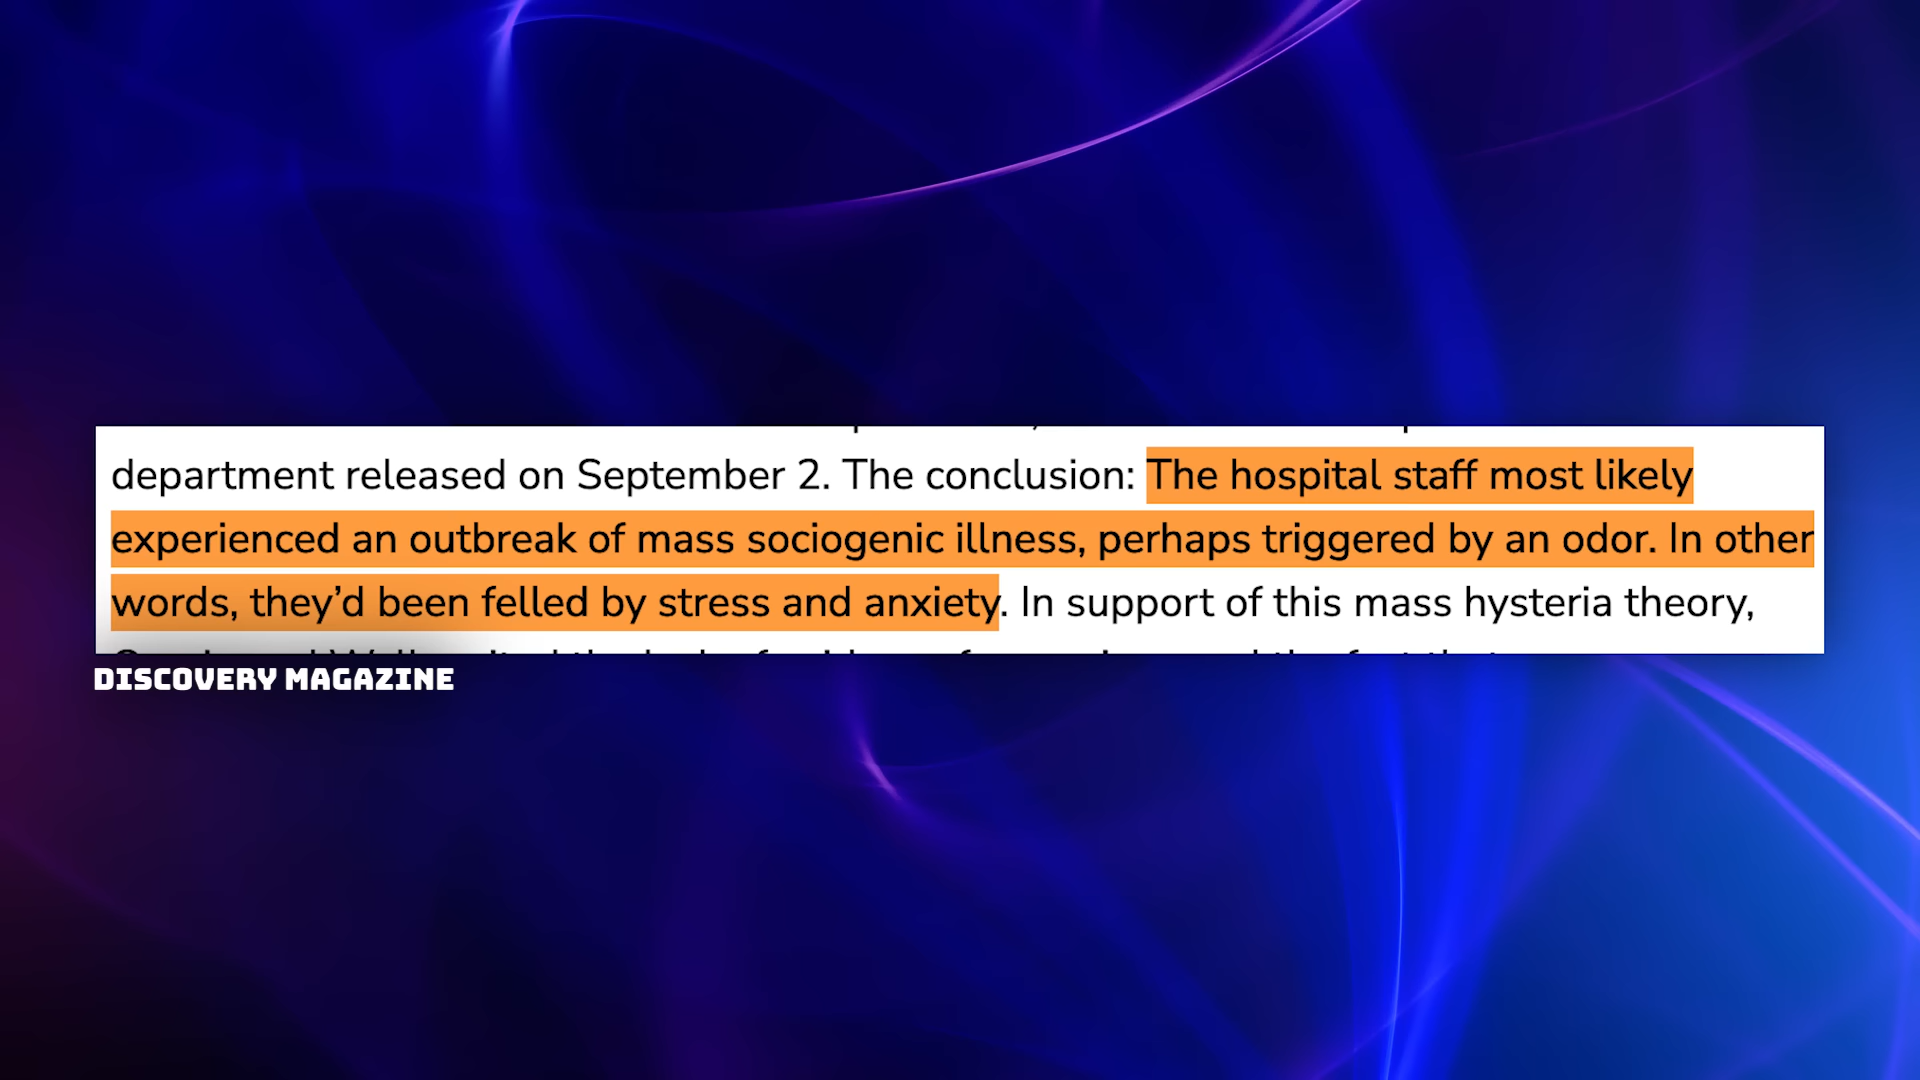 department released on September 2. The conclusion: The hospital staff most likely
experienced an outbreak of mass sociogenic illness, perhaps triggered by an odor. In other
words, they’d been felled by stress and anxiety. In support of this mass hysteria theory,
DISCOVERY MAGAZINE